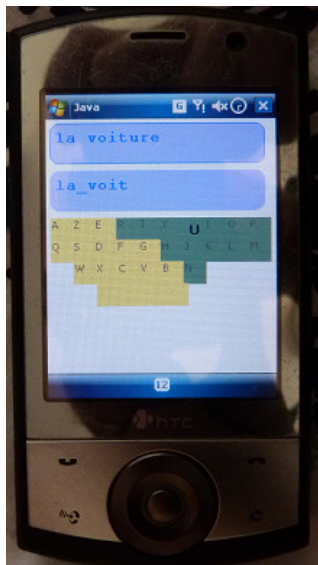 Java G
la voiture
la_voit
A Z E R T Y U I O P
Q S D F G H J K L M
W X C V B N
12
hTC